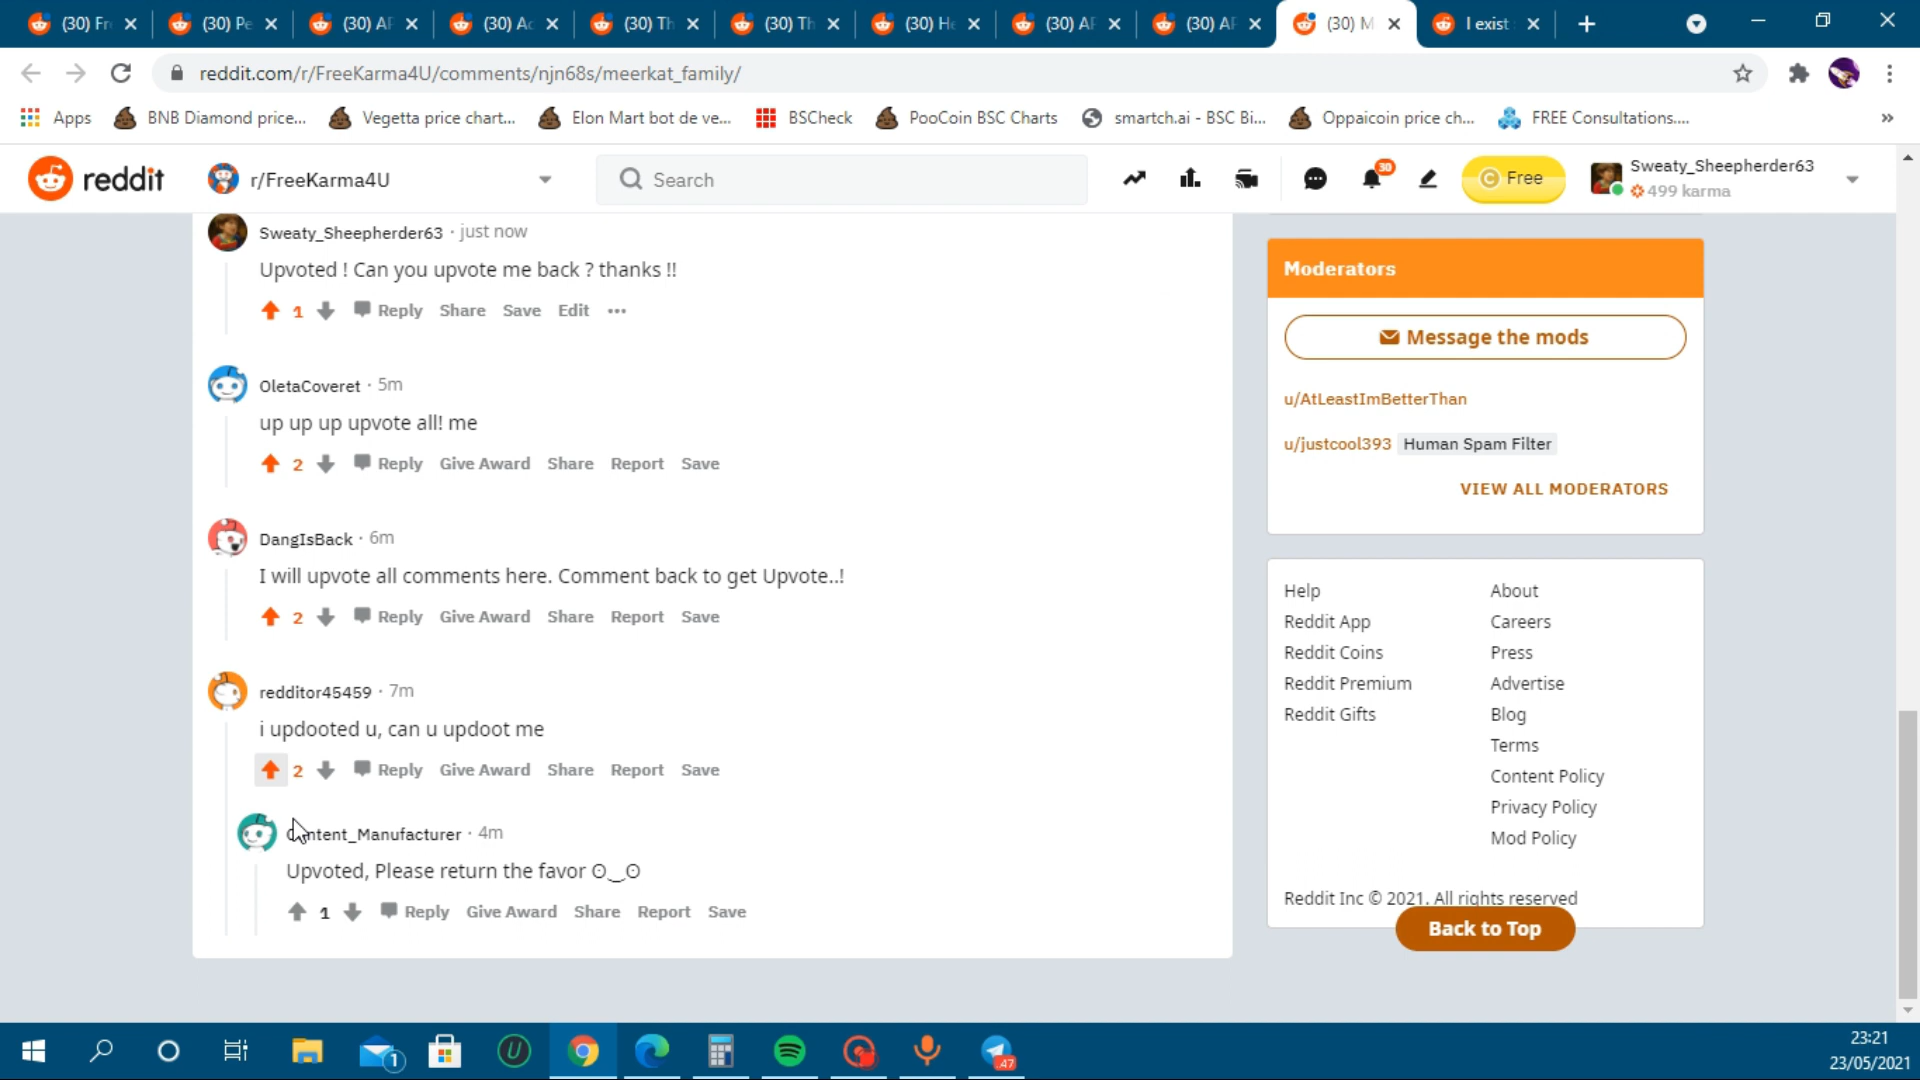 (30) Fr
(30) Pe
(30) AF
(30) Ac
(30) Th
(30) Th
(30) He
(30) AF
(30) AF
(30) M
I exist
reddit.com/r/FreeKarma4U/comments/njn68s/meerkat_family/
Apps
BNB Diamond price...
Vegetta price chart...
Elon Mart bot de ve...
BSCheck
PooCoin BSC Charts
smartch.ai - BSC Bi...
Oppaicoin price ch...
FREE Consultations....
»
reddit
r/FreeKarma4U
Search
30
Free
Sweaty_Sheepherder63
499 karma
Sweaty_Sheepherder63 · just now
Upvoted ! Can you upvote me back ? thanks !!
1 Reply Share Save Edit ···
OletaCoveret · 5m
up up up upvote all! me
2 Reply Give Award Share Report Save
DangIsBack · 6m
I will upvote all comments here. Comment back to get Upvote..!
2 Reply Give Award Share Report Save
redditor45459 · 7m
i updooted u, can u updoot me
2 Reply Give Award Share Report Save
Content_Manufacturer · 4m
Upvoted, Please return the favor ʘ‿ʘ
1 Reply Give Award Share Report Save
Moderators
Message the mods
u/AtLeastImBetterThan
u/justcool393 Human Spam Filter
VIEW ALL MODERATORS
Help
Reddit App
Reddit Coins
Reddit Premium
Reddit Gifts
About
Careers
Press
Advertise
Blog
Terms
Content Policy
Privacy Policy
Mod Policy
Reddit Inc © 2021. All rights reserved
Back to Top
1
U
47
23:21
23/05/2021